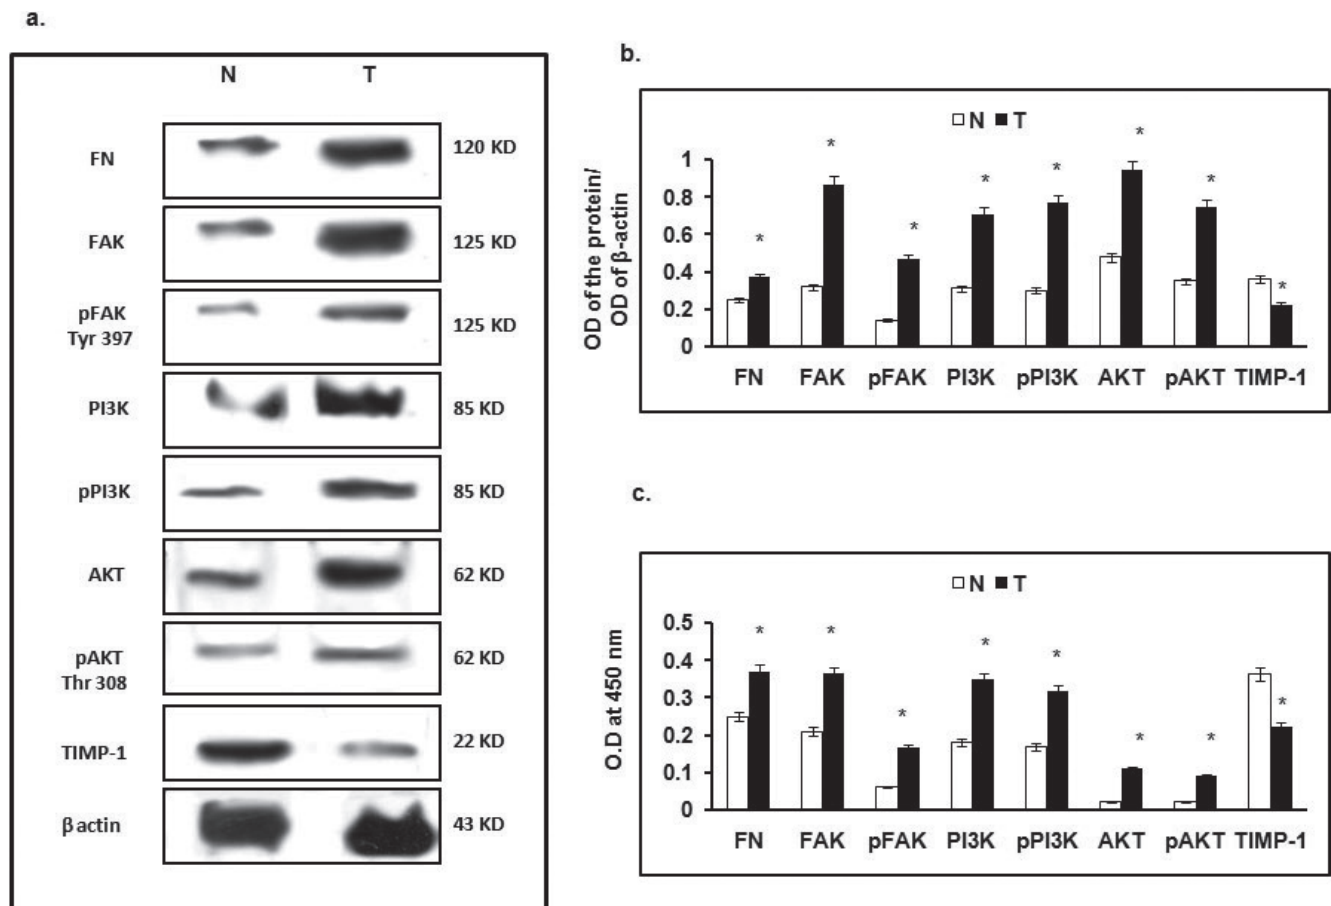 a.
N T
FN 120 KD
FAK 125 KD
pFAK
Tyr 397 125 KD
PI3K 85 KD
pPI3K 85 KD
AKT 62 KD
pAKT
Thr 308 62 KD
TIMP-1 22 KD
β actin 43 KD
b.
N T
OD of the protein/
OD of β-actin
1
0.8
0.6
0.4
0.2
0
* * * * * * * *
FN FAK pFAK PI3K pPI3K AKT pAKT TIMP-1
c.
N T
O.D at 450 nm
0.5
0.4
0.3
0.2
0.1
0
* * * * * * * *
FN FAK pFAK PI3K pPI3K AKT pAKT TIMP-1